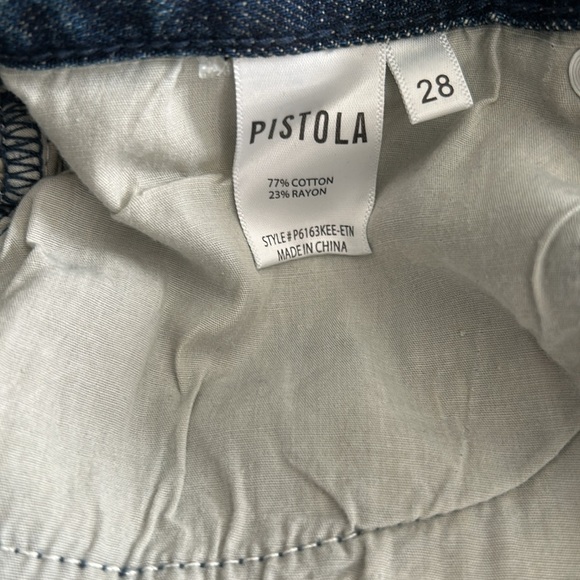 PISTOLA
28
77% COTTON
23% RAYON
STYLE# P6163KEE-ETN
MADE IN CHINA